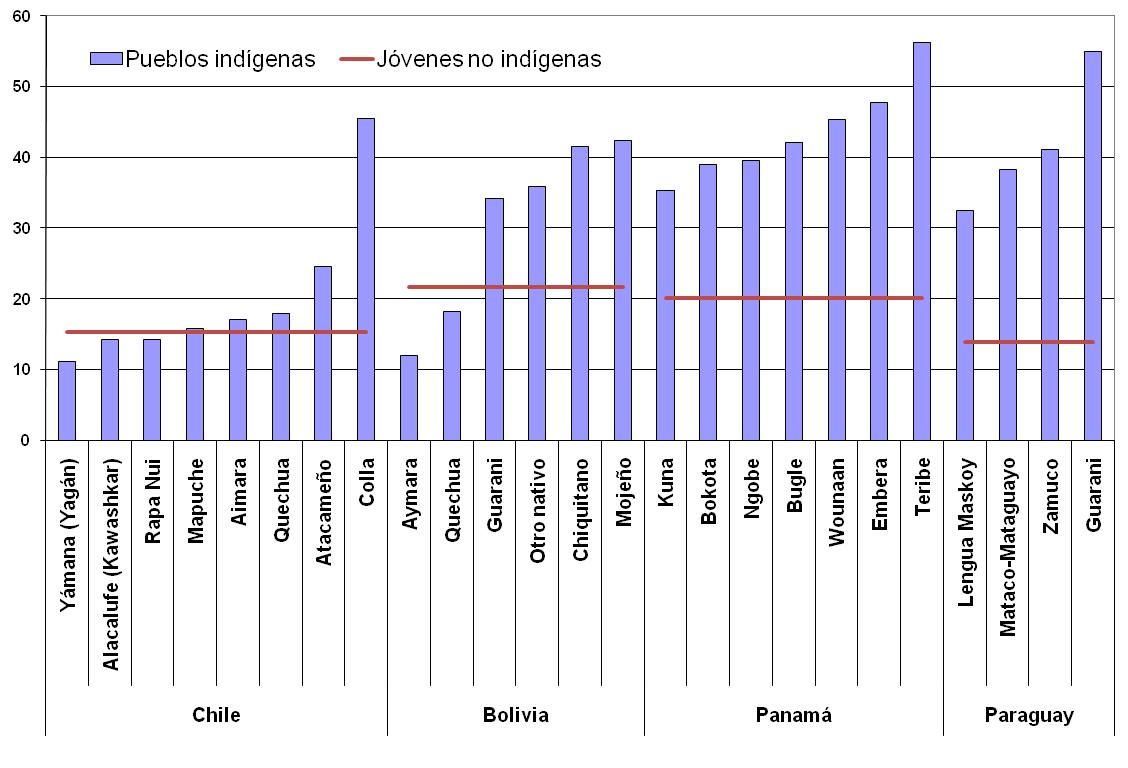 60
50
40
30
20
10
0
Pueblos indígenas
Jóvenes no indígenas
Yámana (Yagán)
Alacalufe (Kawashkar)
Rapa Nui
Mapuche
Aimara
Quechua
Atacameño
Colla
Aymara
Quechua
Guarani
Otro nativo
Chiquitano
Mojeño
Kuna
Bokota
Ngobe
Bugle
Wounaan
Embera
Teribe
Lengua Maskoy
Mataco-Mataguayo
Zamuco
Guarani
Chile
Bolivia
Panamá
Paraguay